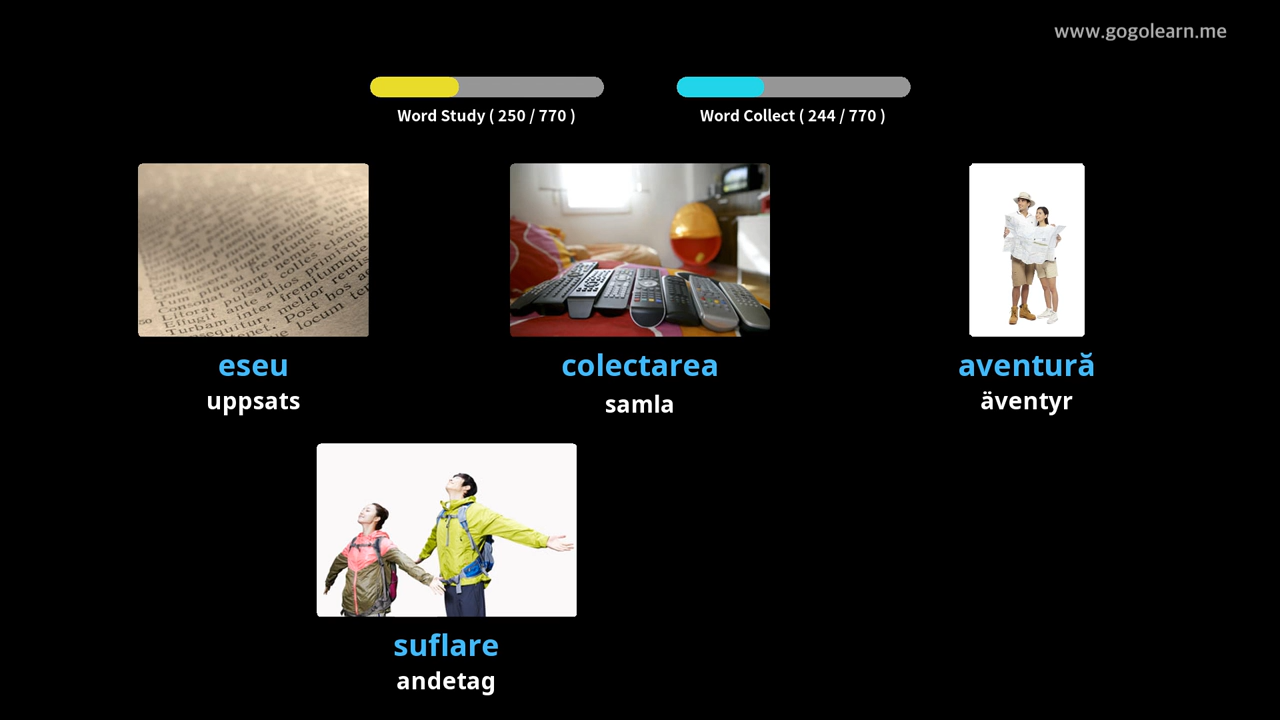 www.gogolearn.me
Word Study ( 250 / 770 )
Word Collect ( 244 / 770 )
eseu
uppsats
colectarea
samla
aventură
äventyr
suflare
andetag